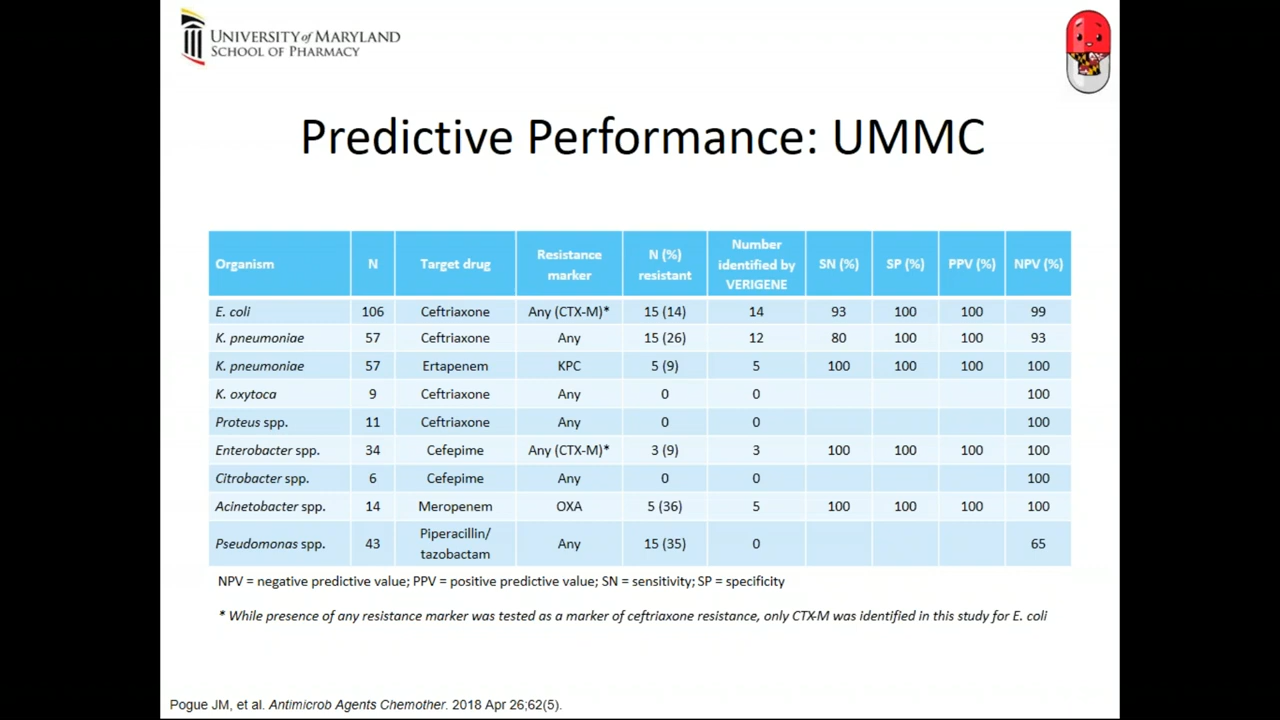 UNIVERSITY of MARYLAND
SCHOOL OF PHARMACY
Predictive Performance: UMMC
Organism N Target drug Resistance marker N (%) resistant Number identified by VERIGENE SN (%) SP (%) PPV (%) NPV (%)
E. coli 106 Ceftriaxone Any (CTX-M)* 15 (14) 14 93 100 100 99
K. pneumoniae 57 Ceftriaxone Any 15 (26) 12 80 100 100 93
K. pneumoniae 57 Ertapenem KPC 5 (9) 5 100 100 100 100
K. oxytoca 9 Ceftriaxone Any 0 0 100
Proteus spp. 11 Ceftriaxone Any 0 0 100
Enterobacter spp. 34 Cefepime Any (CTX-M)* 3 (9) 3 100 100 100 100
Citrobacter spp. 6 Cefepime Any 0 0 100
Acinetobacter spp. 14 Meropenem OXA 5 (36) 5 100 100 100 100
Pseudomonas spp. 43 Piperacillin/ tazobactam Any 15 (35) 0 65
NPV = negative predictive value; PPV = positive predictive value; SN = sensitivity; SP = specificity
* While presence of any resistance marker was tested as a marker of ceftriaxone resistance, only CTX-M was identified in this study for E. coli
Pogue JM, et al. Antimicrob Agents Chemother. 2018 Apr 26;62(5).